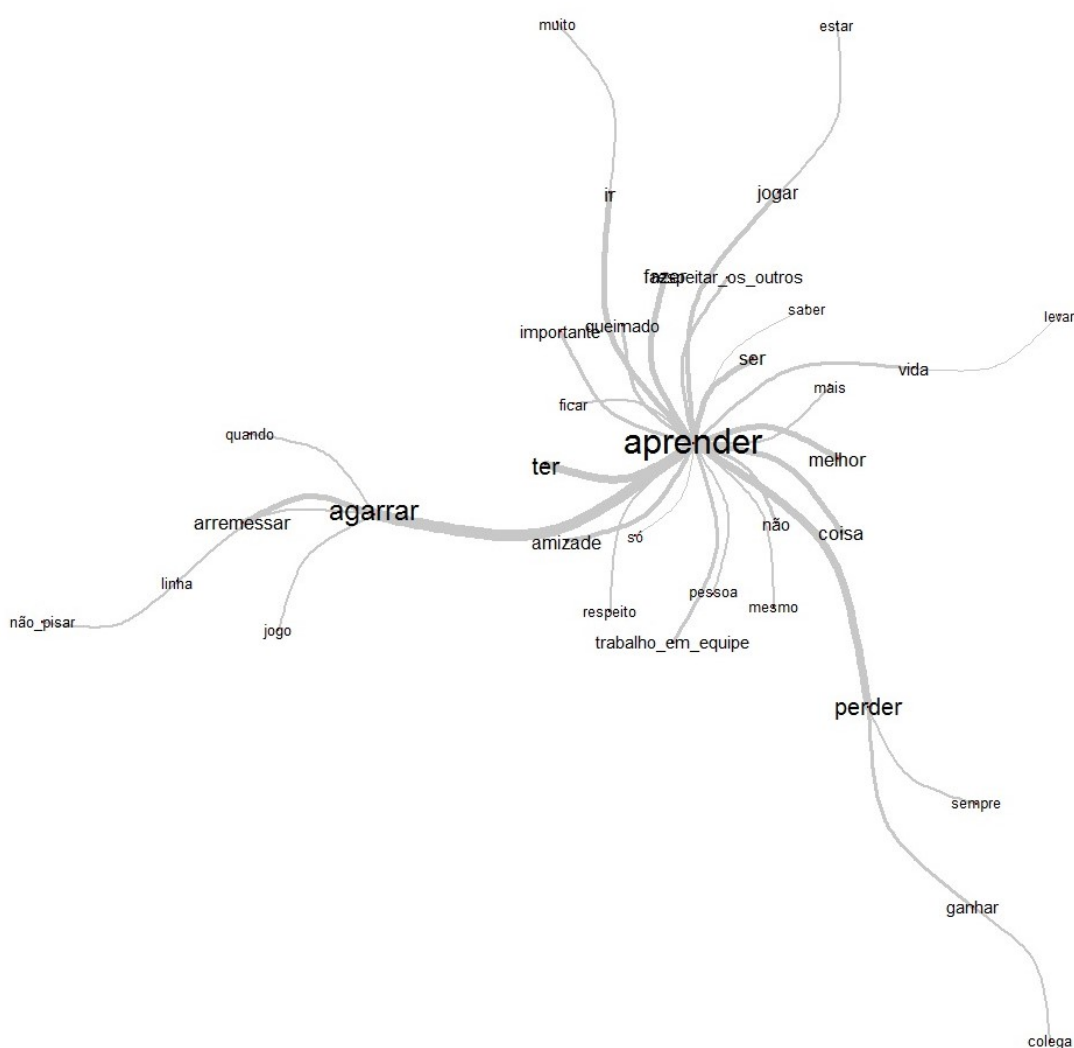 muito
estar
ir
jogar
fazer
respeitar_os_outros
saber
levar
importante
queimado
ser
vida
mais
ficar
quando
aprender
melhor
ter
agarrar
arremessar
amizade
só
não
coisa
linha
pessoa
mesmo
respeito
não_pisar
jogo
trabalho_em_equipe
perder
sempre
ganhar
colega